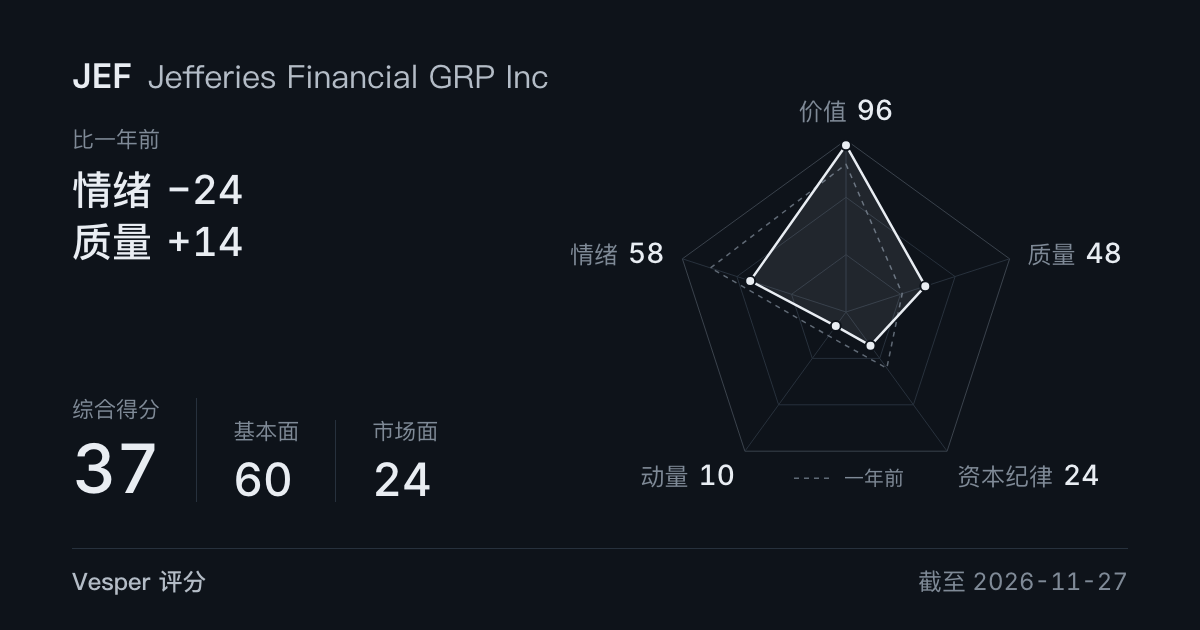 JEF Jefferies Financial GRP Inc
比一年前
情绪 −24
质量 +14
价值 96
情绪 58
质量 48
动量 10
---- 一年前
资本纪律 24
综合得分
37
基本面
60
市场面
24
Vesper 评分
截至 2026-11-27